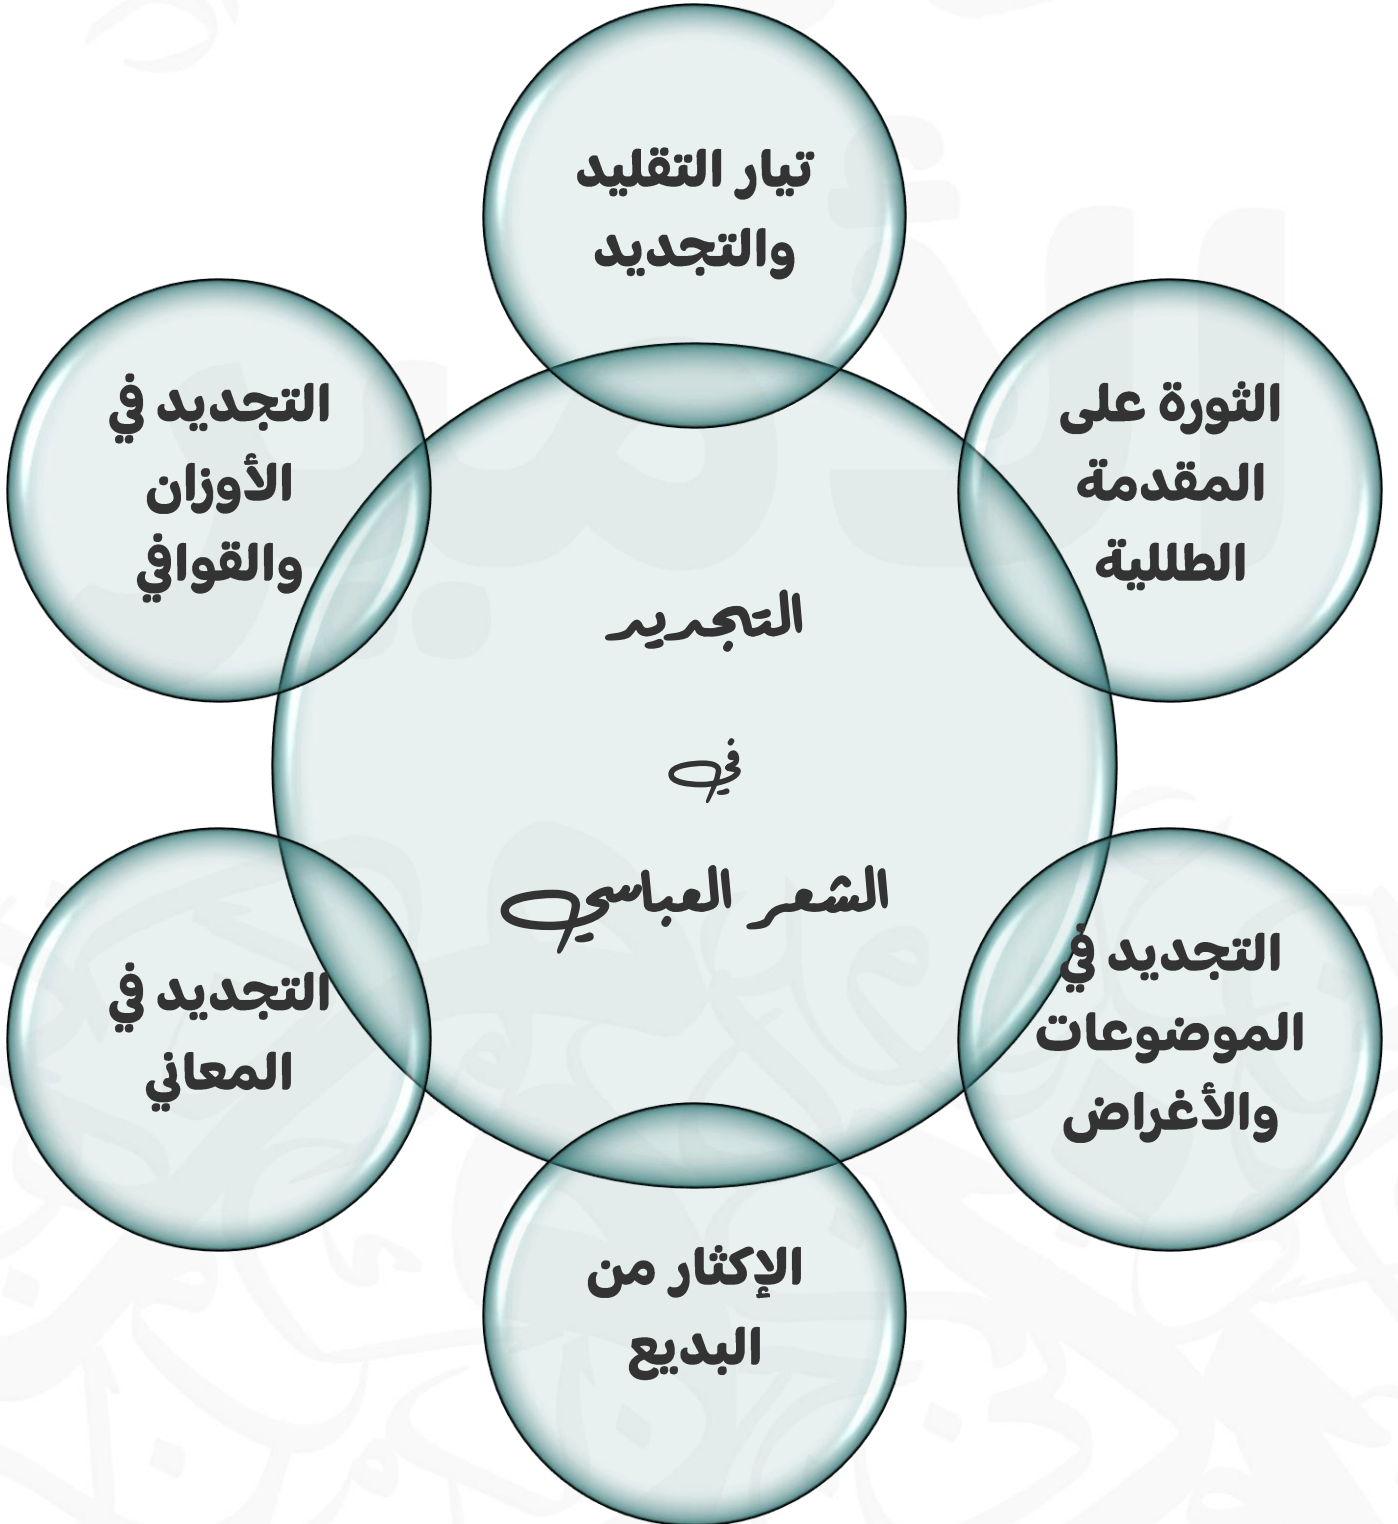 تيار التقليد
والتجديد
الثورة على
المقدمة
الطللية
التجديد في
الموضوعات
والأغراض
الإكثار من
البديع
التجديد في
المعاني
التجديد في
الأوزان
والقوافي
التجديد
في
الشعر العباسي
الأمير